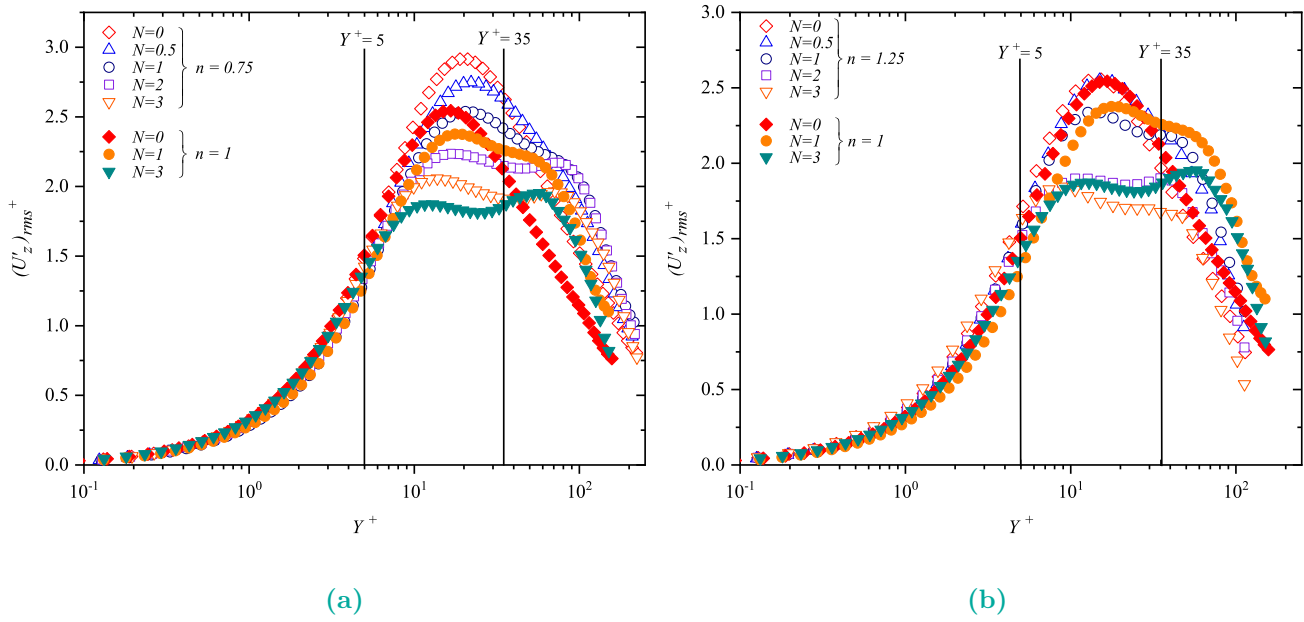 3.0
2.5
2.0
1.5
1.0
0.5
0.0
(U'z)rms+
N=0
N=0.5
N=1
N=2
N=3
n = 0.75
N=0
N=1
N=3
n = 1
Y+= 5
Y+= 35
10-1
100
101
102
Y+
(a)
3.0
2.5
2.0
1.5
1.0
0.5
0.0
(U'z)rms+
N=0
N=0.5
N=1
N=2
N=3
n = 1.25
N=0
N=1
N=3
n = 1
Y+= 5
Y+= 35
10-1
100
101
102
Y+
(b)